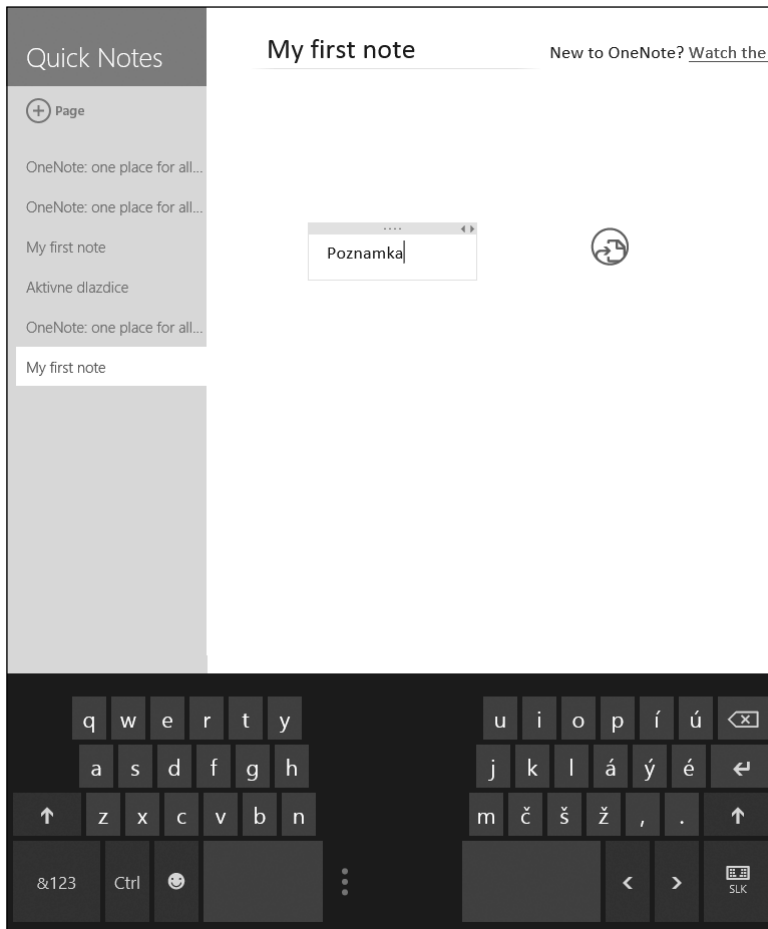 Quick Notes
Page
OneNote: one place for all...
OneNote: one place for all...
My first note
Aktivne dlazdice
OneNote: one place for all...
My first note
My first note
New to OneNote? Watch the
Poznamka
q w e r t y u i o p í ú
a s d f g h j k l á ý é
z x c v b n m č š ž , .
&123 Ctrl < > SLK